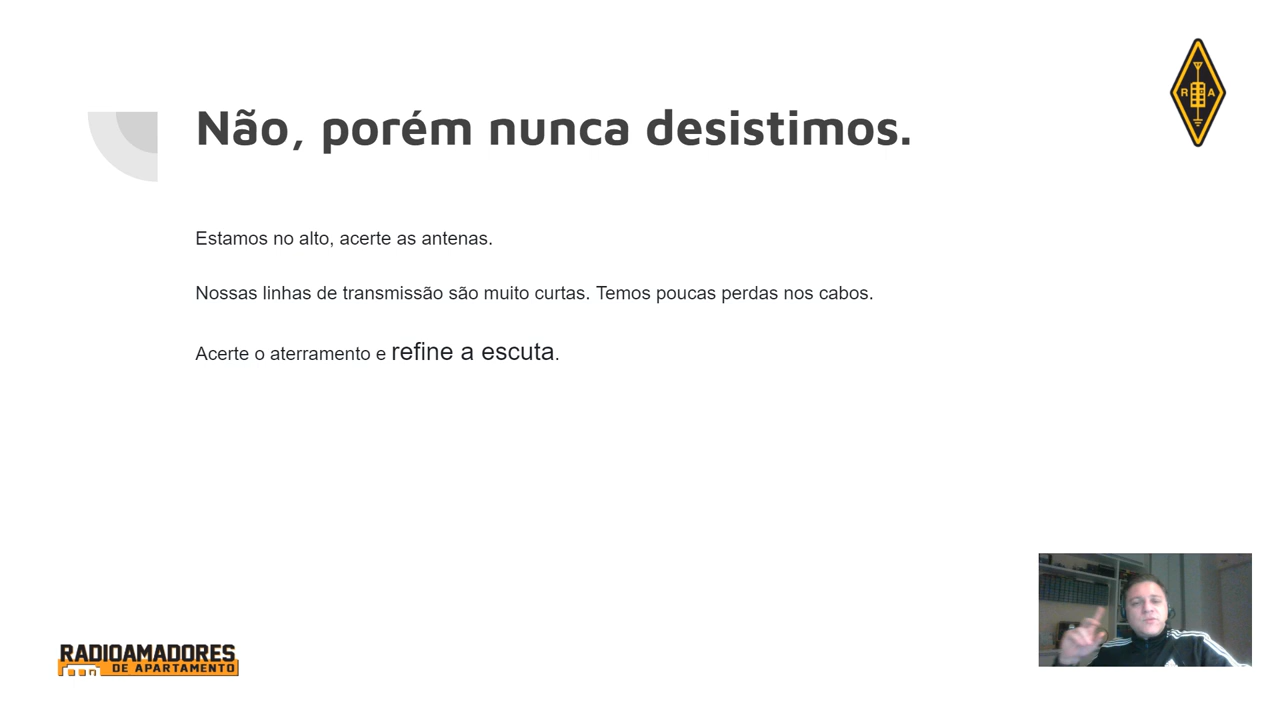 Não, porém nunca desistimos.
R A
Estamos no alto, acerte as antenas.
Nossas linhas de transmissão são muito curtas. Temos poucas perdas nos cabos.
Acerte o aterramento e refine a escuta.
RADIOAMADORES
DE APARTAMENTO